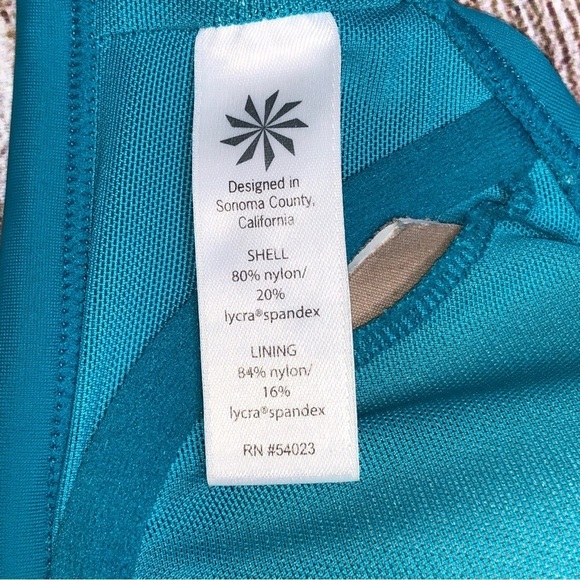 Designed in
Sonoma County,
California
SHELL
80% nylon/
20%
lycra®spandex
LINING
84% nylon/
16%
lycra®spandex
RN #54023